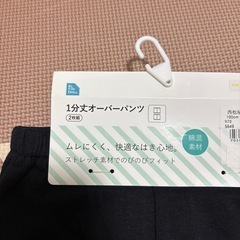 1分丈オーバーパンツ
2枚組
綿混
素材
ムレにくく、快適なはき心地。
ストレッチ素材でのびのびフィット